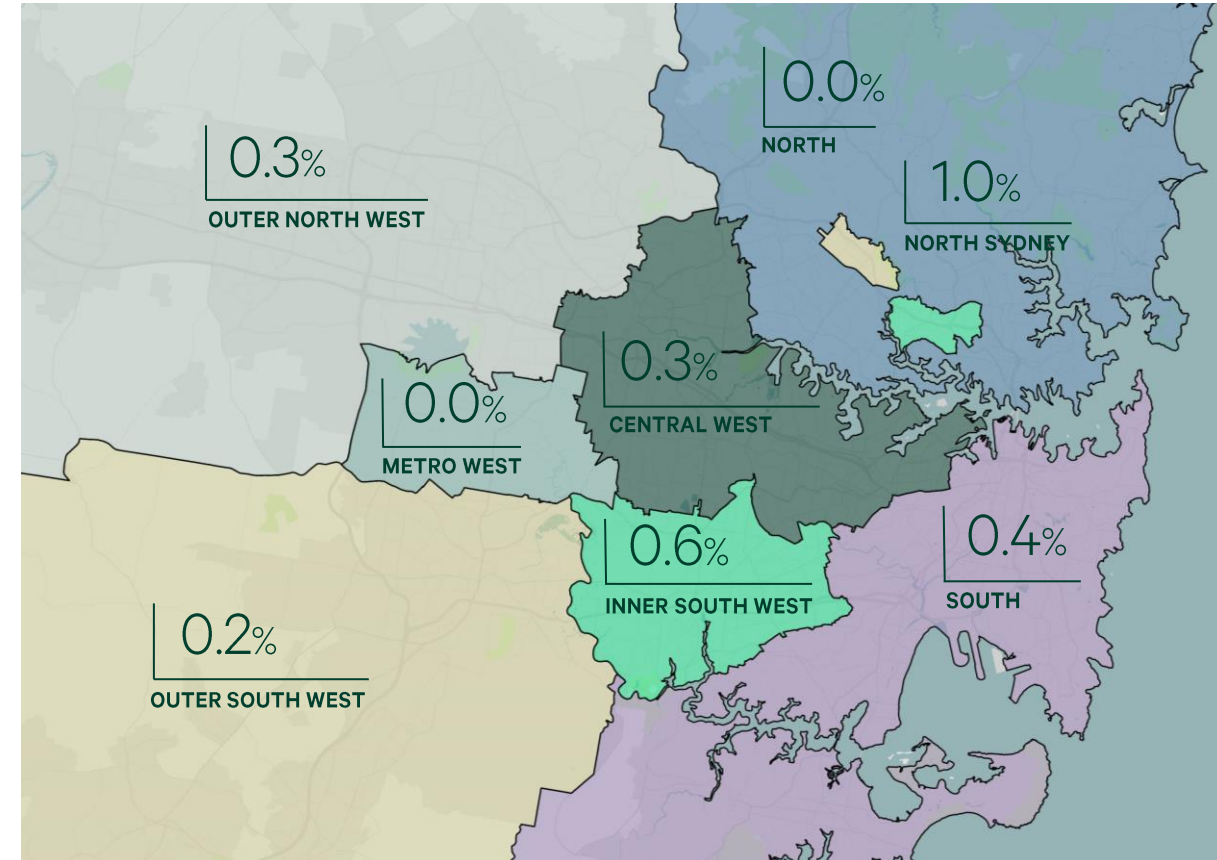 0.0%
NORTH
0.3%
OUTER NORTH WEST
1.0%
NORTH SYDNEY
0.3%
CENTRAL WEST
0.0%
METRO WEST
0.6%
INNER SOUTH WEST
0.4%
SOUTH
0.2%
OUTER SOUTH WEST